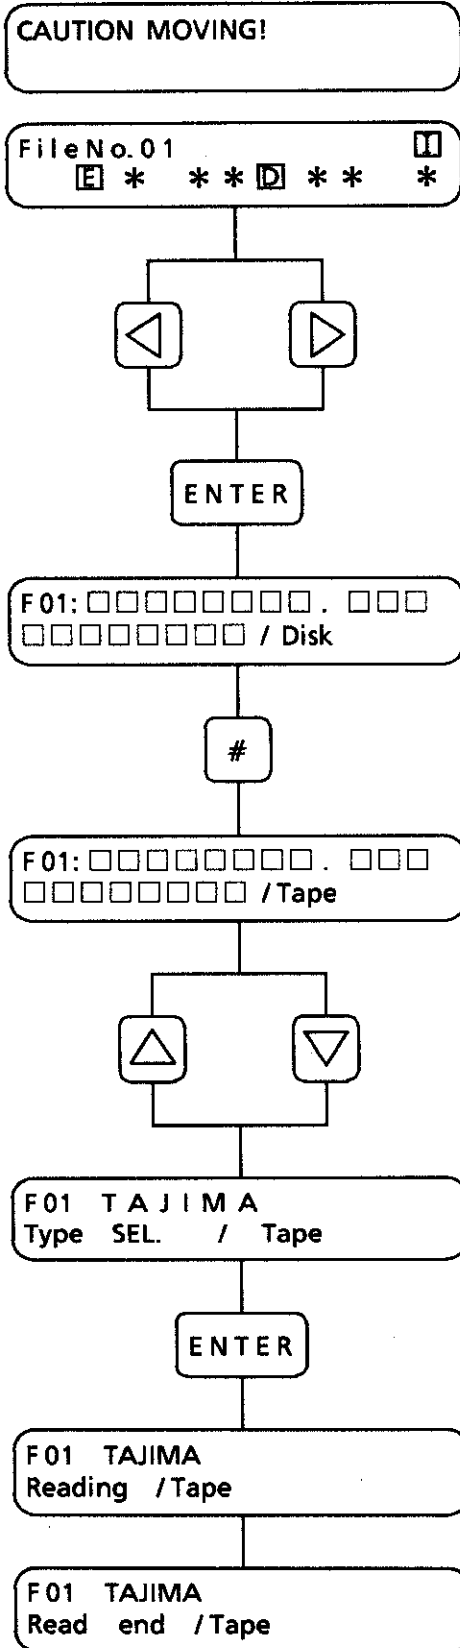 CAUTION MOVING!
FileNo.01 I
E * * * D * * *
ENTER
F01: □□□□□□□□□. □□□
□□□□□□□□ / Disk
#
F01: □□□□□□□□□. □□□
□□□□□□□□ / Tape
F01 TAJIMA
Type SEL. / Tape
ENTER
F01 TAJIMA
Reading / Tape
F01 TAJIMA
Read end / Tape